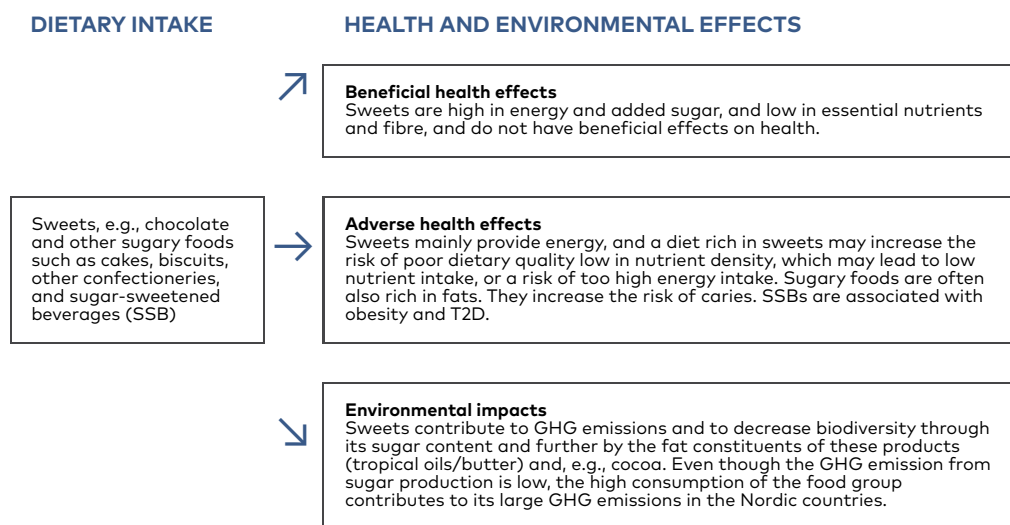 DIETARY INTAKE
HEALTH AND ENVIRONMENTAL EFFECTS
Beneficial health effects
Sweets are high in energy and added sugar, and low in essential nutrients
and fibre, and do not have beneficial effects on health.
Sweets, e.g., chocolate
and other sugary foods
such as cakes, biscuits,
other confectioneries,
and sugar-sweetened
beverages (SSB)
Adverse health effects
Sweets mainly provide energy, and a diet rich in sweets may increase the
risk of poor dietary quality low in nutrient density, which may lead to low
nutrient intake, or a risk of too high energy intake. Sugary foods are often
also rich in fats. They increase the risk of caries. SSBs are associated with
obesity and T2D.
Environmental impacts
Sweets contribute to GHG emissions and to decrease biodiversity through
its sugar content and further by the fat constituents of these products
(tropical oils/butter) and, e.g., cocoa. Even though the GHG emission from
sugar production is low, the high consumption of the food group
contributes to its large GHG emissions in the Nordic countries.